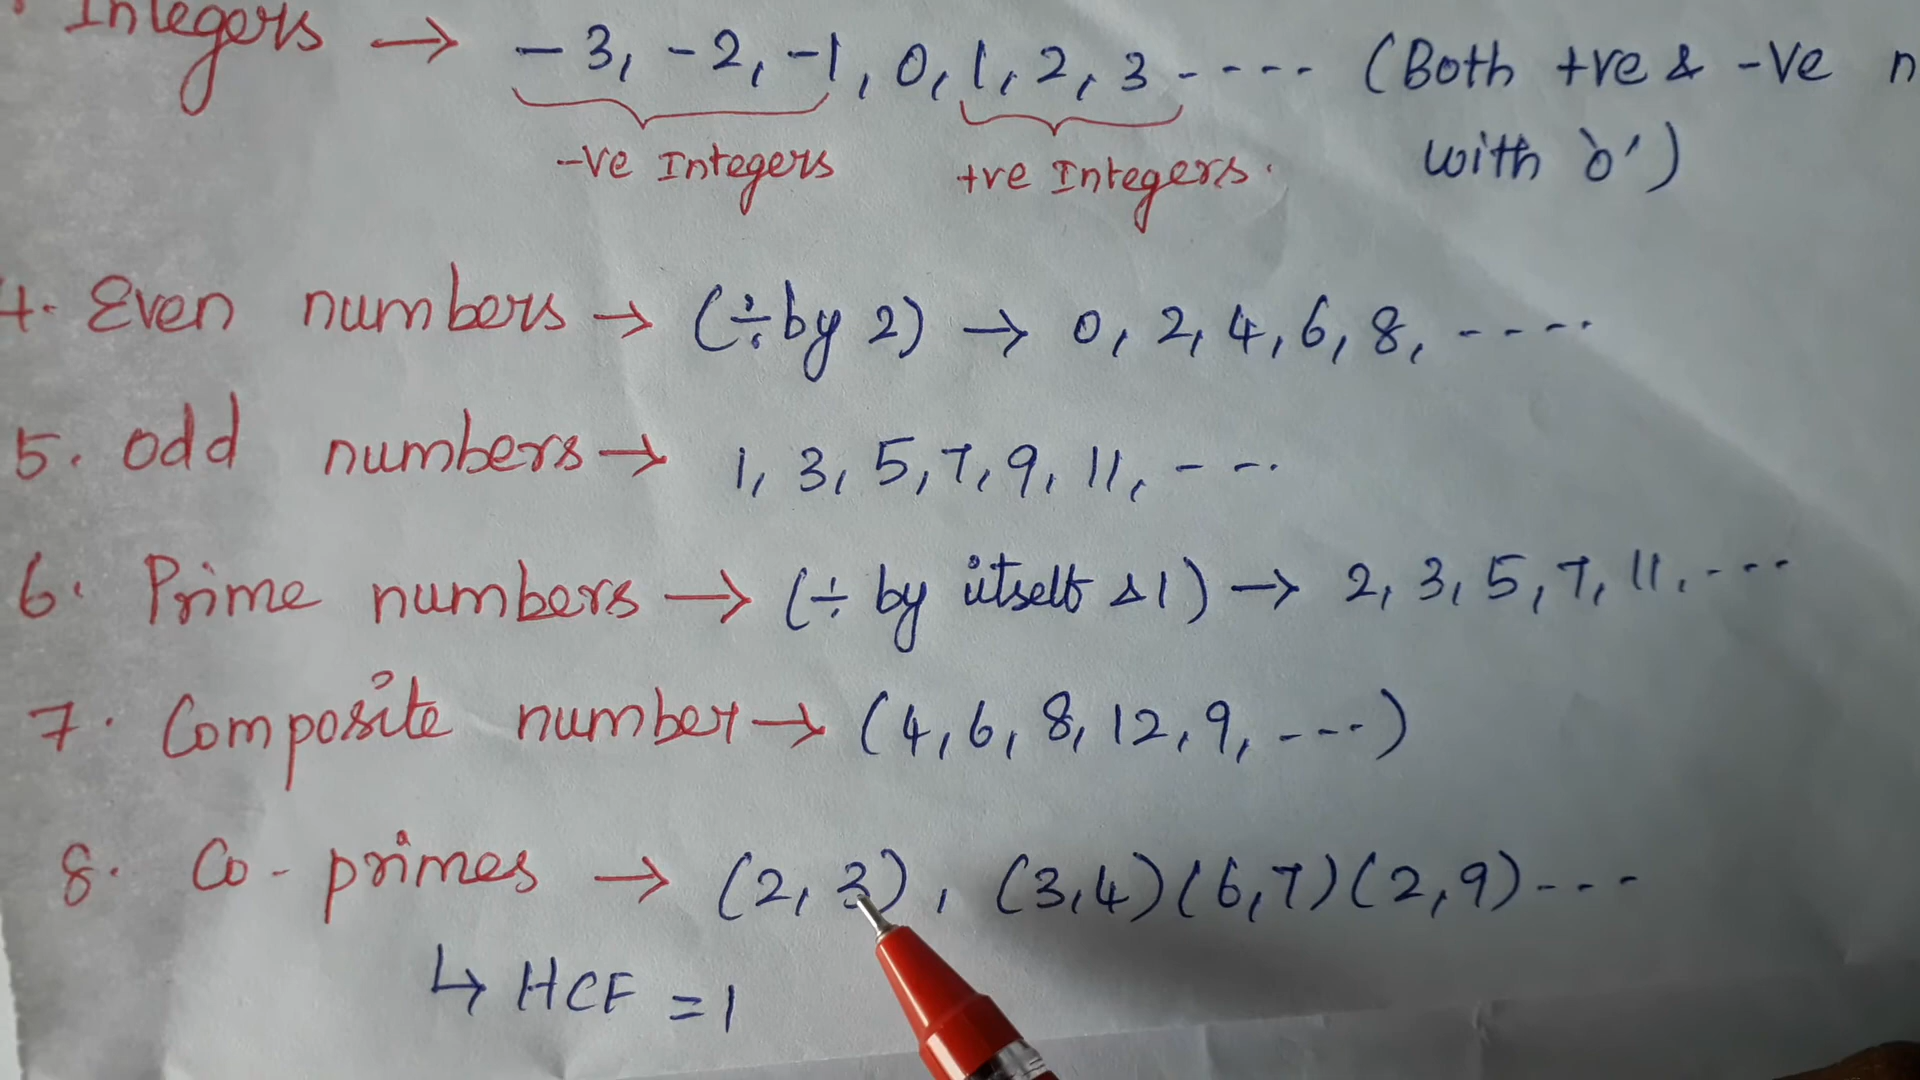 Integers → -3, -2, -1, 0, 1, 2, 3 ---- (Both +ve & -ve n
-ve Integers +ve Integers. with '0')
4. Even numbers → (÷ by 2) → 0, 2, 4, 6, 8, ----
5. odd numbers → 1, 3, 5, 7, 9, 11, ---
6. Prime numbers → (÷ by itself & 1) → 2, 3, 5, 7, 11, ---
7. Composite number → (4, 6, 8, 12, 9, ---)
8. Co-primes → (2, 3), (3,4) (6,7) (2,9) ---
↳ HCF = 1